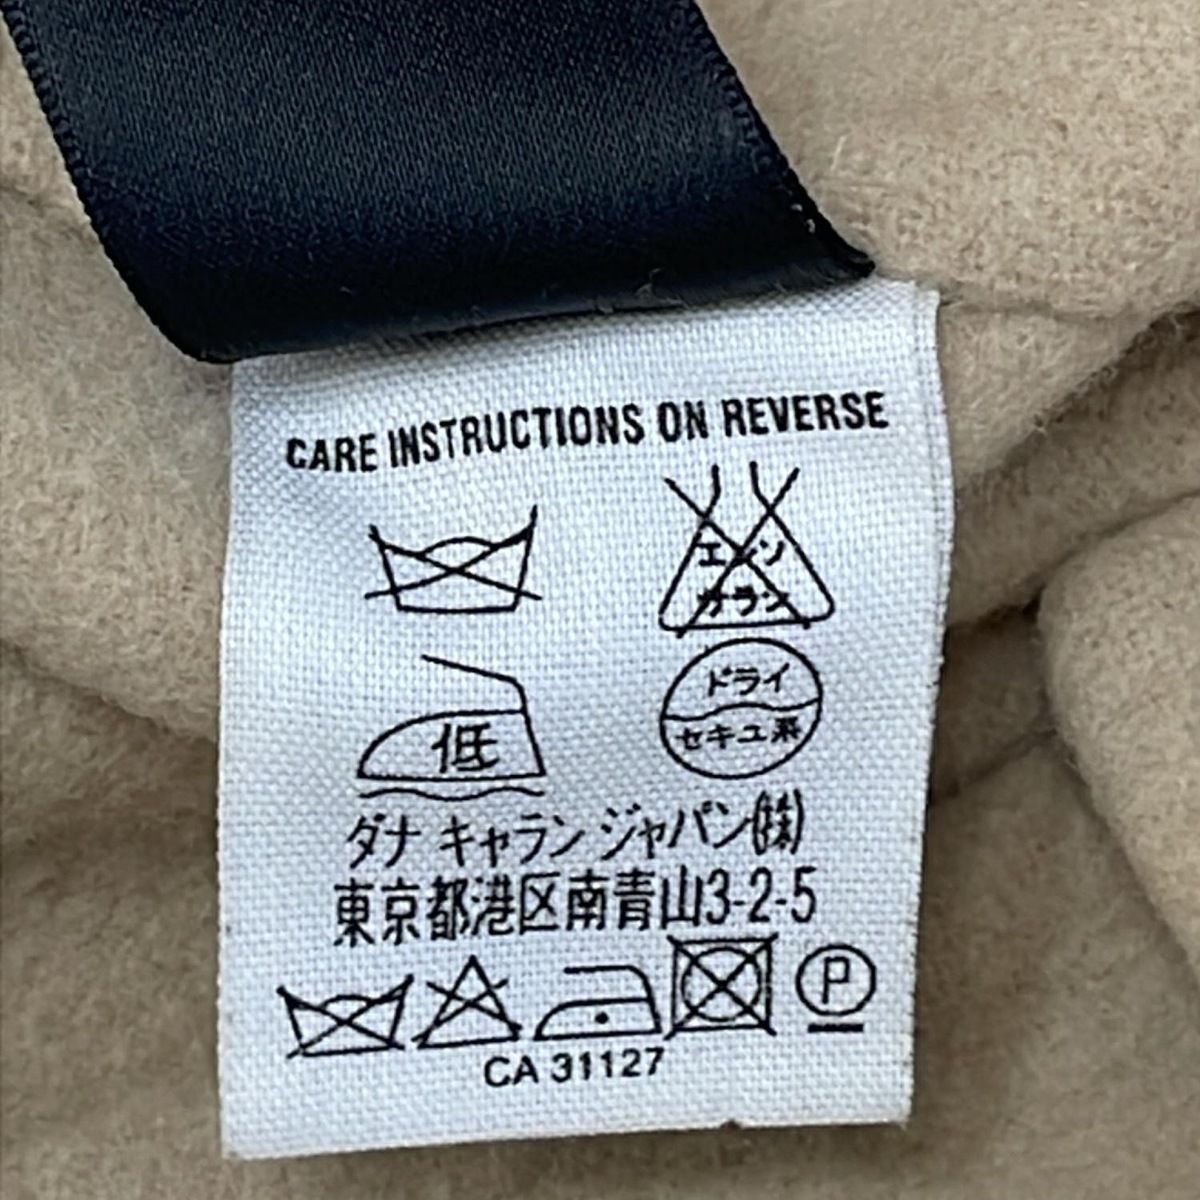 CARE INSTRUCTIONS ON REVERSE
エンソ
サラシ
ドライ
低
セキユ系
ダナ キャラン ジャパン(株)
東京都港区南青山3-2-5
P
CA 31127